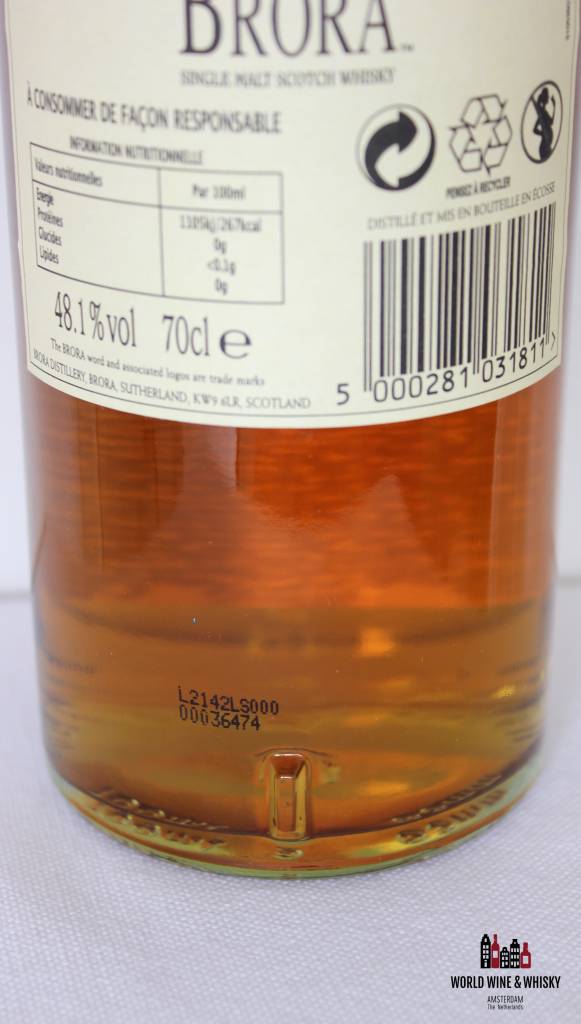 BRORA™
SINGLE MALT SCOTCH WHISKY
À CONSOMMER DE FAÇON RESPONSABLE
INFORMATION NUTRITIONNELLE
Valeurs nutritionnelles Par 100ml
Energie 1105kj/267kcal
Protéines 0g
Glucides <0.1g
Lipides 0g
PENSEZ À RECYCLER
DISTILLÉ ET MIS EN BOUTEILLE EN ÉCOSSE
48.1%vol 70cl e
The BRORA word and associated logos are trade marks
BRORA DISTILLERY, BRORA, SUTHERLAND, KW9 6LR, SCOTLAND
5 000281 031811 >
L2142LS000
00036474
WORLD WINE & WHISKY
AMSTERDAM
The Netherlands